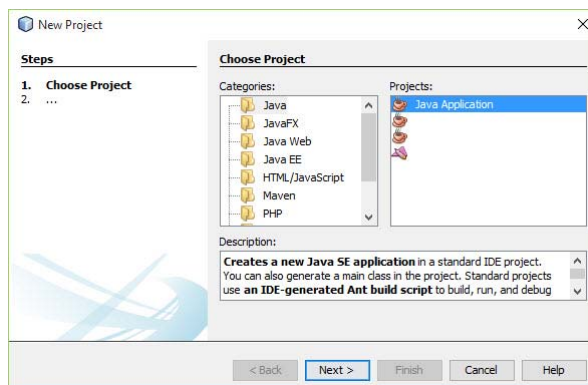 New Project
Steps
1. Choose Project
2. ...
Choose Project
Categories:
Java
JavaFX
Java Web
Java EE
HTML/JavaScript
Maven
PHP
Projects:
Java Application
Description:
Creates a new Java SE application in a standard IDE project.
You can also generate a main class in the project. Standard projects
use an IDE-generated Ant build script to build, run, and debug
< Back
Next >
Finish
Cancel
Help